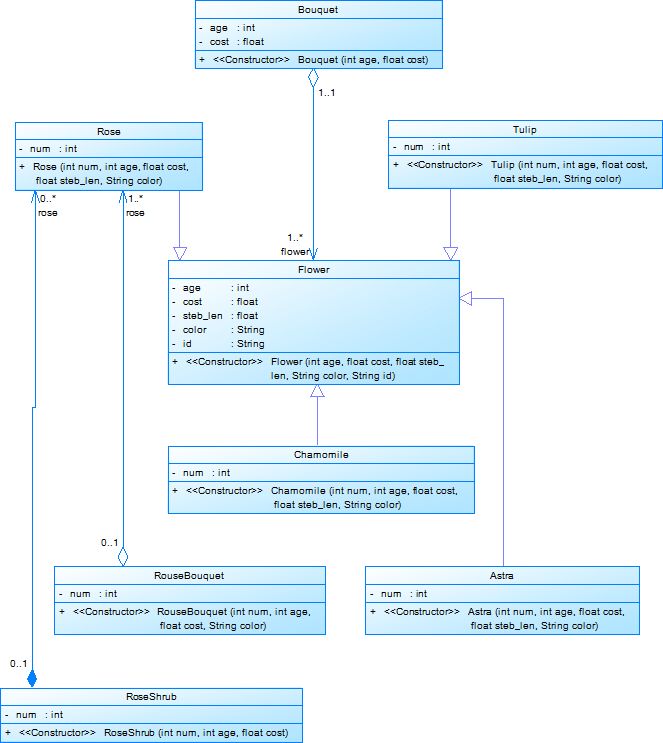 Bouquet
- age : int
- cost : float
+ <<Constructor>> Bouquet (int age, float cost)
1..1
Rose
- num : int
+ Rose (int num, int age, float cost,
float steb_len, String color)
Tulip
- num : int
+ <<Constructor>> Tulip (int num, int age, float cost,
float steb_len, String color)
0..*
rose
1..*
rose
1..*
flower
Flower
- age : int
- cost : float
- steb_len : float
- color : String
- id : String
+ <<Constructor>> Flower (int age, float cost, float steb_
len, String color, String id)
Chamomile
- num : int
+ <<Constructor>> Chamomile (int num, int age, float cost,
float steb_len, String color)
0..1
RouseBouquet
- num : int
+ <<Constructor>> RouseBouquet (int num, int age,
float cost, String color)
Astra
- num : int
+ <<Constructor>> Astra (int num, int age, float cost,
float steb_len, String color)
0..1
RoseShrub
- num : int
+ <<Constructor>> RoseShrub (int num, int age, float cost)